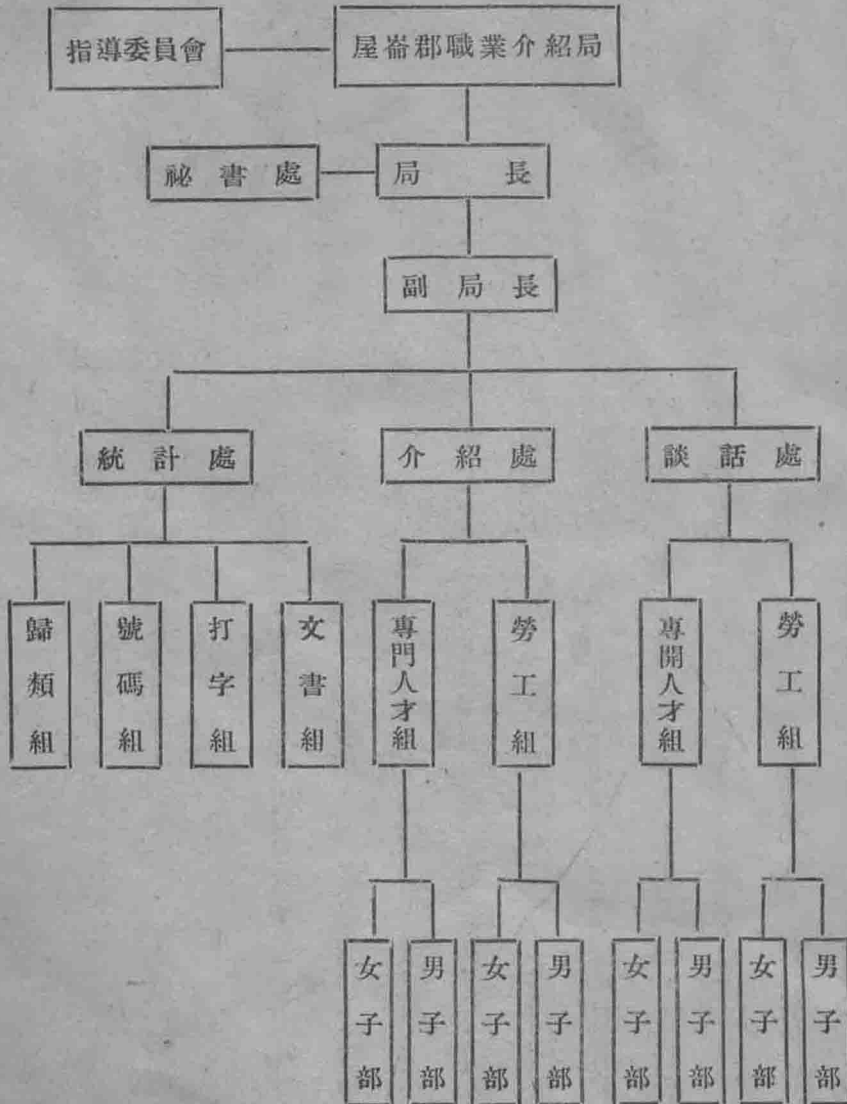 指導委員會
屋崙郡職業介紹局
祕書處
局長
副局長
統計處
介紹處
談話處
歸類組
號碼組
打字組
文書組
專門人才組
勞工組
專開人才組
勞工組
女子部
男子部
女子部
男子部
女子部
男子部
女子部
男子部